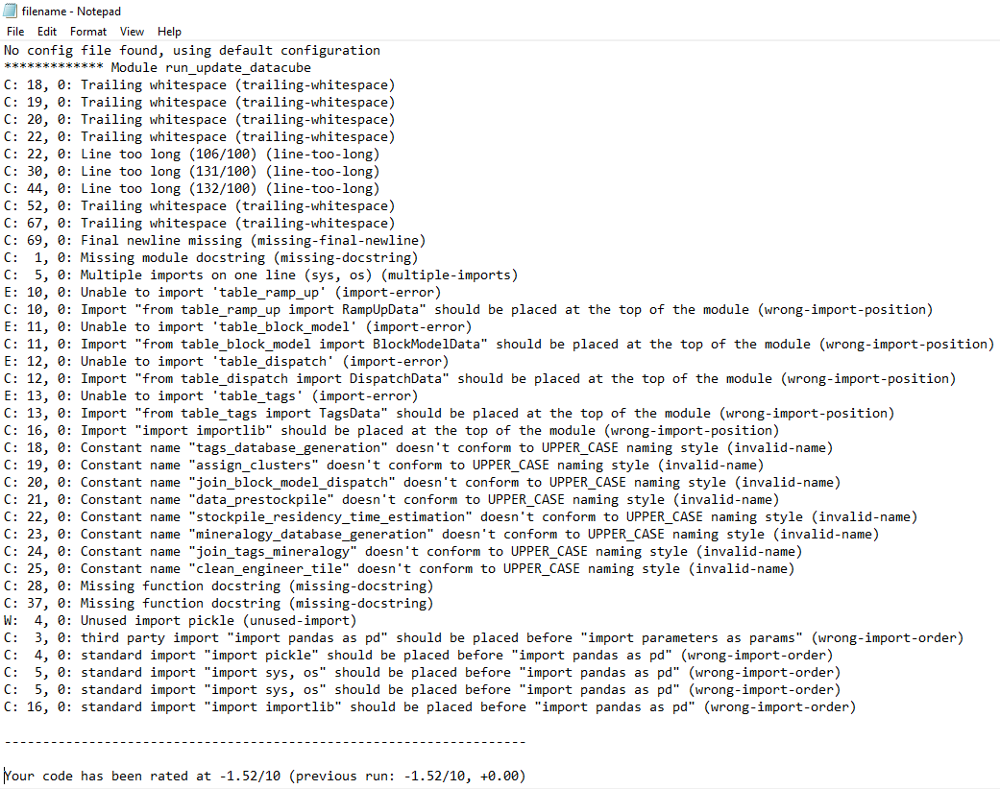 filename - Notepad
File Edit Format View Help
No config file found, using default configuration
************* Module run_update_datacube
C: 18, 0: Trailing whitespace (trailing-whitespace)
C: 19, 0: Trailing whitespace (trailing-whitespace)
C: 20, 0: Trailing whitespace (trailing-whitespace)
C: 22, 0: Trailing whitespace (trailing-whitespace)
C: 22, 0: Line too long (106/100) (line-too-long)
C: 30, 0: Line too long (131/100) (line-too-long)
C: 44, 0: Line too long (132/100) (line-too-long)
C: 52, 0: Trailing whitespace (trailing-whitespace)
C: 67, 0: Trailing whitespace (trailing-whitespace)
C: 69, 0: Final newline missing (missing-final-newline)
C:  1, 0: Missing module docstring (missing-docstring)
C:  5, 0: Multiple imports on one line (sys, os) (multiple-imports)
E: 10, 0: Unable to import 'table_ramp_up' (import-error)
C: 10, 0: Import "from table_ramp_up import RampUpData" should be placed at the top of the module (wrong-import-position)
E: 11, 0: Unable to import 'table_block_model' (import-error)
C: 11, 0: Import "from table_block_model import BlockModelData" should be placed at the top of the module (wrong-import-position)
E: 12, 0: Unable to import 'table_dispatch' (import-error)
C: 12, 0: Import "from table_dispatch import DispatchData" should be placed at the top of the module (wrong-import-position)
E: 13, 0: Unable to import 'table_tags' (import-error)
C: 13, 0: Import "from table_tags import TagsData" should be placed at the top of the module (wrong-import-position)
C: 16, 0: Import "import importlib" should be placed at the top of the module (wrong-import-position)
C: 18, 0: Constant name "tags_database_generation" doesn't conform to UPPER_CASE naming style (invalid-name)
C: 19, 0: Constant name "assign_clusters" doesn't conform to UPPER_CASE naming style (invalid-name)
C: 20, 0: Constant name "join_block_model_dispatch" doesn't conform to UPPER_CASE naming style (invalid-name)
C: 21, 0: Constant name "data_prestockpile" doesn't conform to UPPER_CASE naming style (invalid-name)
C: 22, 0: Constant name "stockpile_residency_time_estimation" doesn't conform to UPPER_CASE naming style (invalid-name)
C: 23, 0: Constant name "mineralogy_database_generation" doesn't conform to UPPER_CASE naming style (invalid-name)
C: 24, 0: Constant name "join_tags_mineralogy" doesn't conform to UPPER_CASE naming style (invalid-name)
C: 25, 0: Constant name "clean_engineer_tile" doesn't conform to UPPER_CASE naming style (invalid-name)
C: 28, 0: Missing function docstring (missing-docstring)
C: 37, 0: Missing function docstring (missing-docstring)
W:  4, 0: Unused import pickle (unused-import)
C:  3, 0: third party import "import pandas as pd" should be placed before "import parameters as params" (wrong-import-order)
C:  4, 0: standard import "import pickle" should be placed before "import pandas as pd" (wrong-import-order)
C:  5, 0: standard import "import sys, os" should be placed before "import pandas as pd" (wrong-import-order)
C:  5, 0: standard import "import sys, os" should be placed before "import pandas as pd" (wrong-import-order)
C: 16, 0: standard import "import importlib" should be placed before "import pandas as pd" (wrong-import-order)
--------------------------------------------------------------------
Your code has been rated at -1.52/10 (previous run: -1.52/10, +0.00)